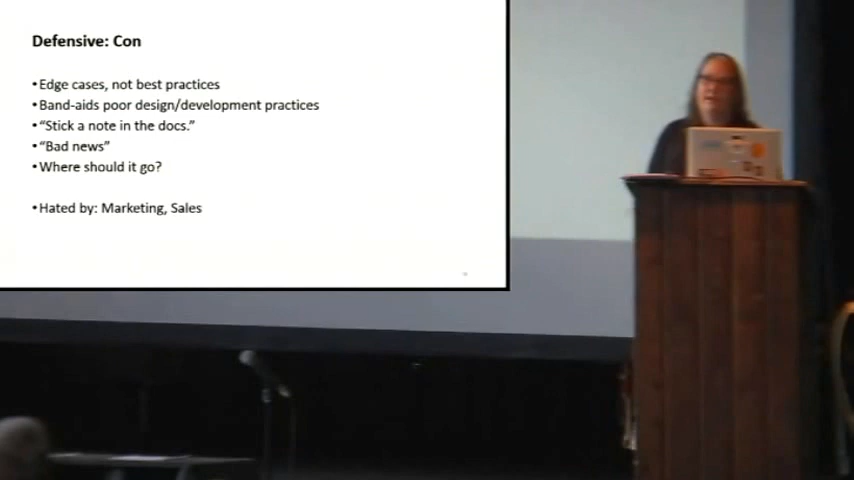 Defensive: Con
•Edge cases, not best practices
•Band-aids poor design/development practices
•“Stick a note in the docs.”
•“Bad news”
•Where should it go?
•Hated by: Marketing, Sales